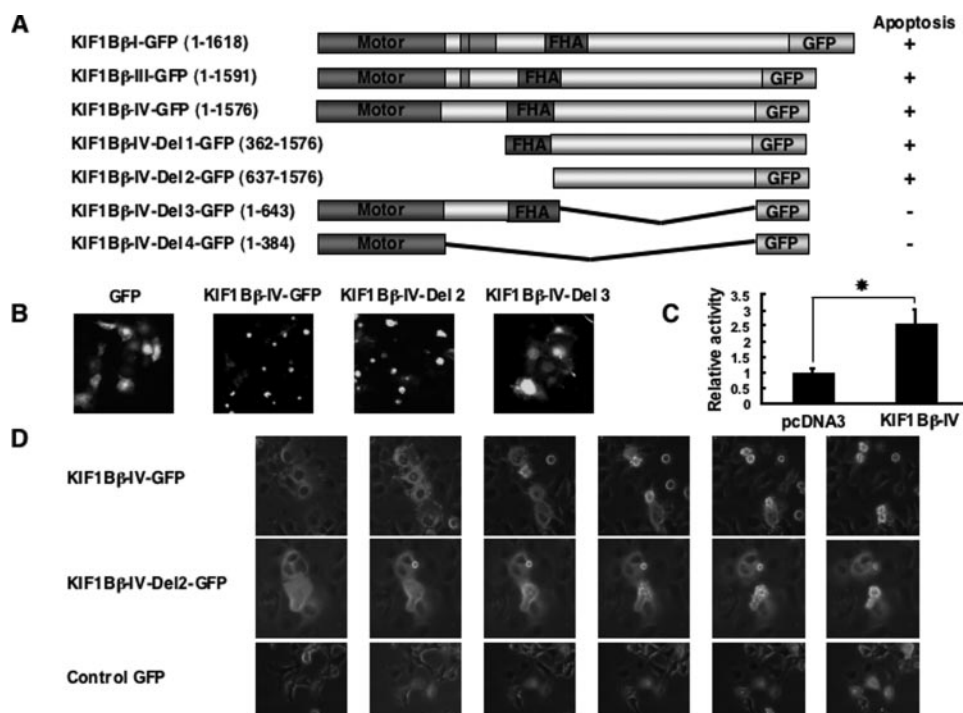 A
Apoptosis
KIF1Bβ-I-GFP (1-1618) Motor FHA GFP +
KIF1Bβ-III-GFP (1-1591) Motor FHA GFP +
KIF1Bβ-IV-GFP (1-1576) Motor FHA GFP +
KIF1Bβ-IV-Del 1-GFP (362-1576) FHA GFP +
KIF1Bβ-IV-Del 2-GFP (637-1576) GFP +
KIF1Bβ-IV-Del 3-GFP (1-643) Motor FHA GFP -
KIF1Bβ-IV-Del 4-GFP (1-384) Motor GFP -
B
GFP KIF1Bβ-IV-GFP KIF1Bβ-IV-Del 2 KIF1Bβ-IV-Del 3
C
Relative activity
3.5
3
2.5
2
1.5
1
0.5
0
*
pcDNA3 KIF1Bβ-IV
D
KIF1Bβ-IV-GFP
KIF1Bβ-IV-Del2-GFP
Control GFP